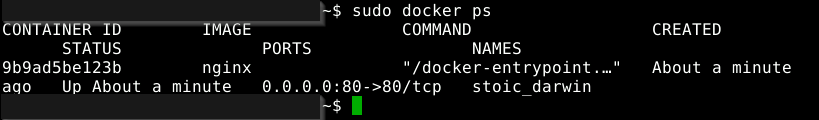 ~$ sudo docker ps
CONTAINER ID        IMAGE               COMMAND                  CREATED
      STATUS              PORTS                NAMES
9b9ad5be123b        nginx               "/docker-entrypoint.…"   About a minute
ago   Up About a minute   0.0.0.0:80->80/tcp   stoic_darwin
~$